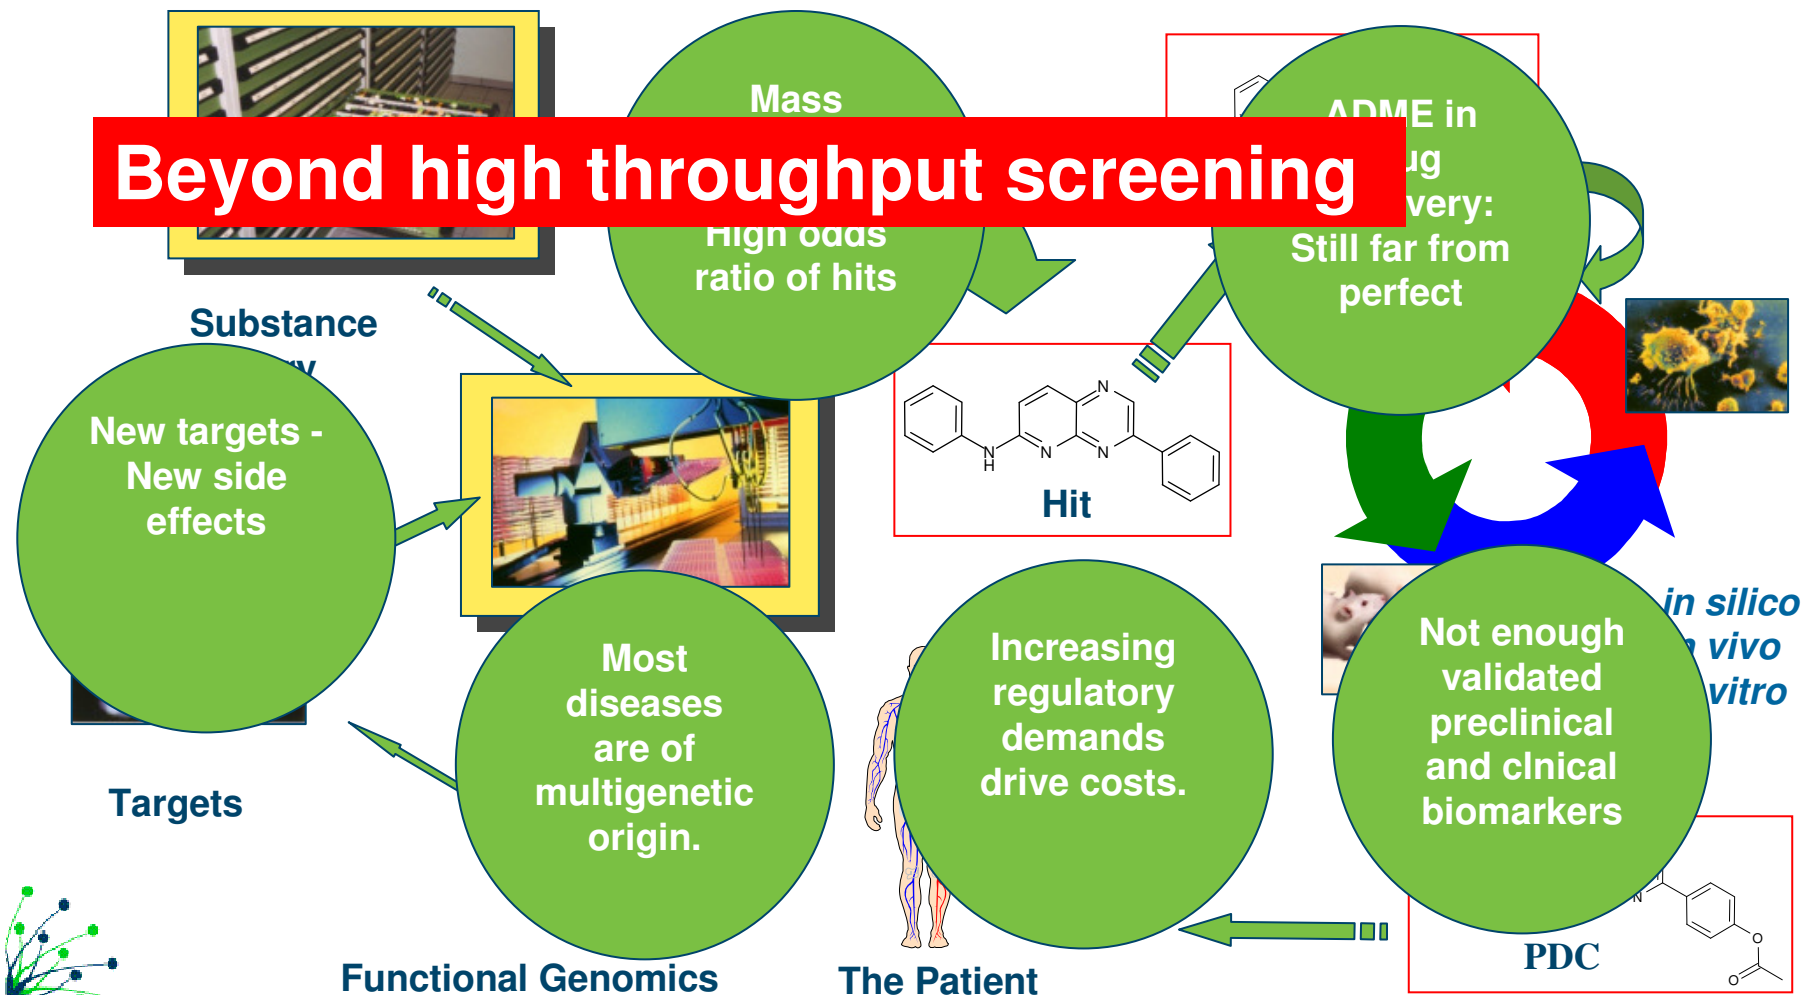 Mass
Beyond high throughput screening
High odds
ratio of hits
ADME in
very:
Still far from
perfect
Substance
New targets -
New side
effects
N
N
N
N
H
Hit
in silico
vivo
vitro
Most
diseases
are of
multigenetic
origin.
Increasing
regulatory
demands
drive costs.
Not enough
validated
preclinical
and clnical
biomarkers
Targets
N
O
O
PDC
Functional Genomics
The Patient